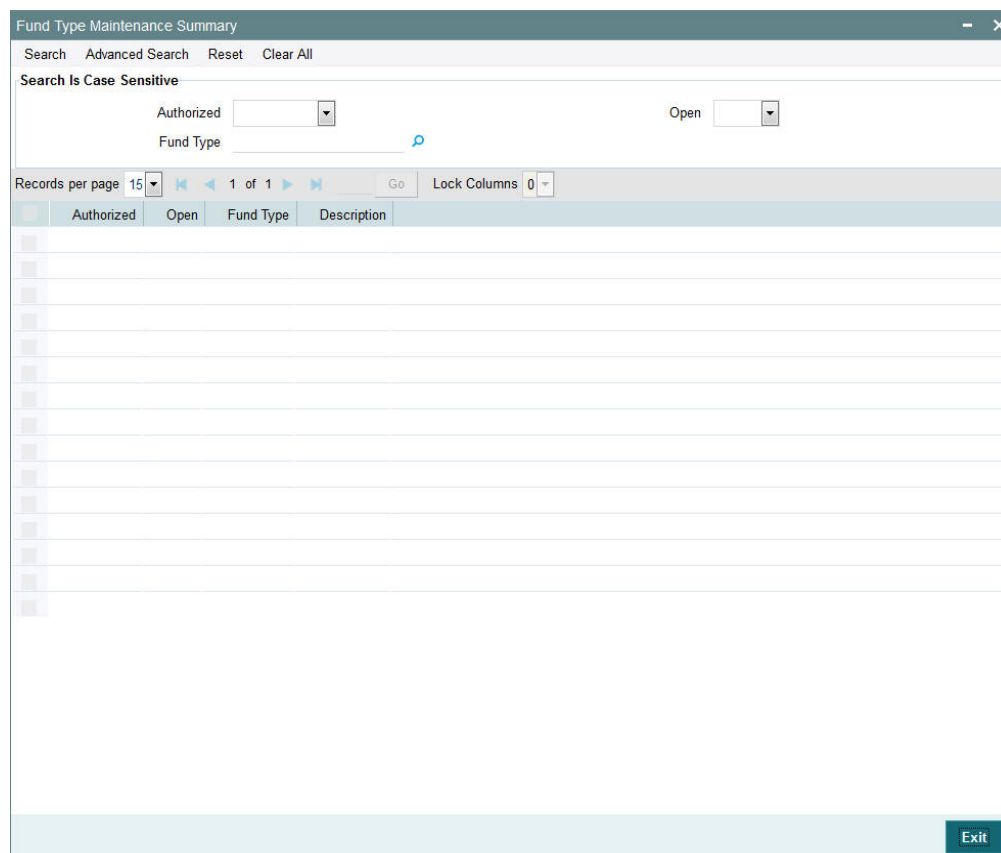 Fund Type Maintenance Summary
Search Advanced Search Reset Clear All
Search Is Case Sensitive
Authorized Open
Fund Type
Records per page 15 1 of 1 Go Lock Columns 0
Authorized Open Fund Type Description
Exit